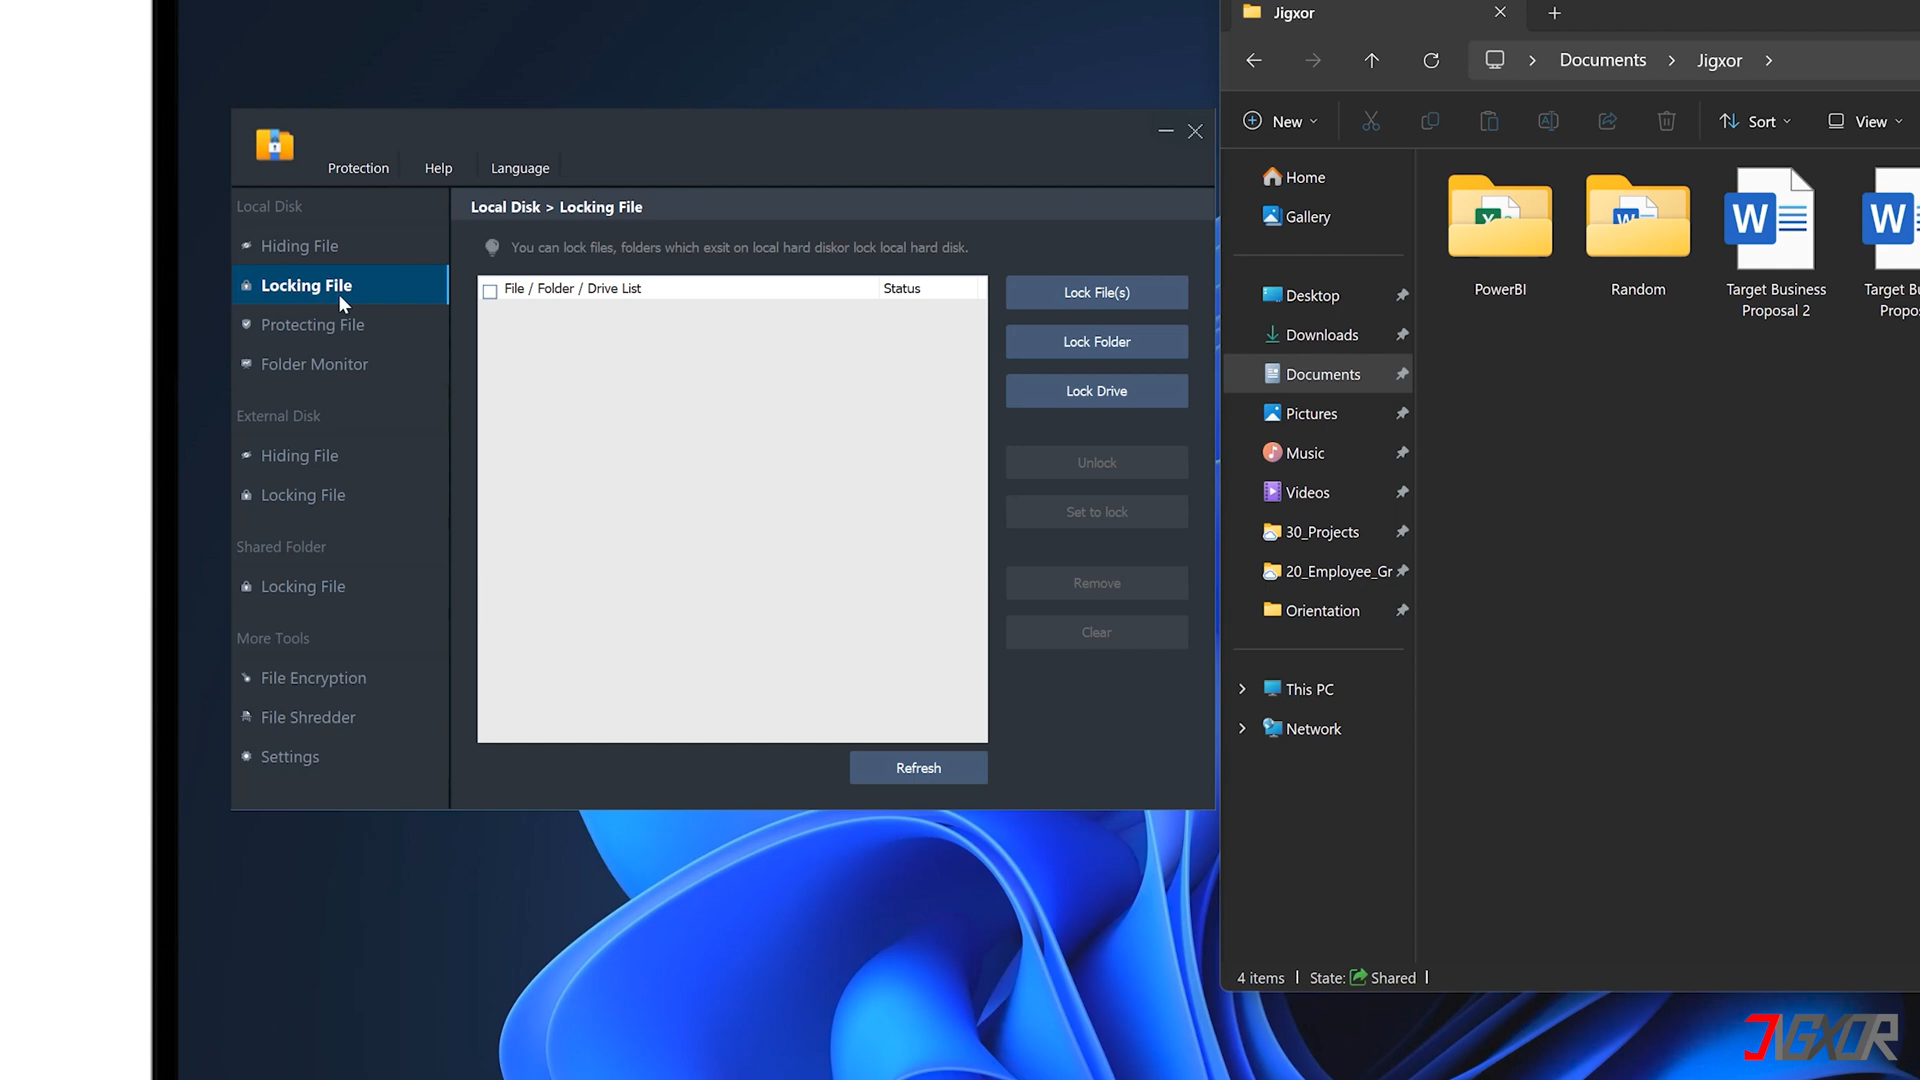 Protection
Help
Language
Local Disk
Hiding File
Locking File
Protecting File
Folder Monitor
External Disk
Hiding File
Locking File
Shared Folder
Locking File
More Tools
File Encryption
File Shredder
Settings
Local Disk > Locking File
You can lock files, folders which exsit on local hard diskor lock local hard disk.
File / Folder / Drive List
Status
Lock File(s)
Lock Folder
Lock Drive
Unlock
Set to lock
Remove
Clear
Refresh
Jigxor
Documents > Jigxor >
New
Sort
View
Home
Gallery
Desktop
Downloads
Documents
Pictures
Music
Videos
30_Projects
20_Employee_Gr
Orientation
This PC
Network
PowerBI
Random
Target Business
Proposal 2
Target Bu
Propos
4 items | State: Shared |
JIGXOR